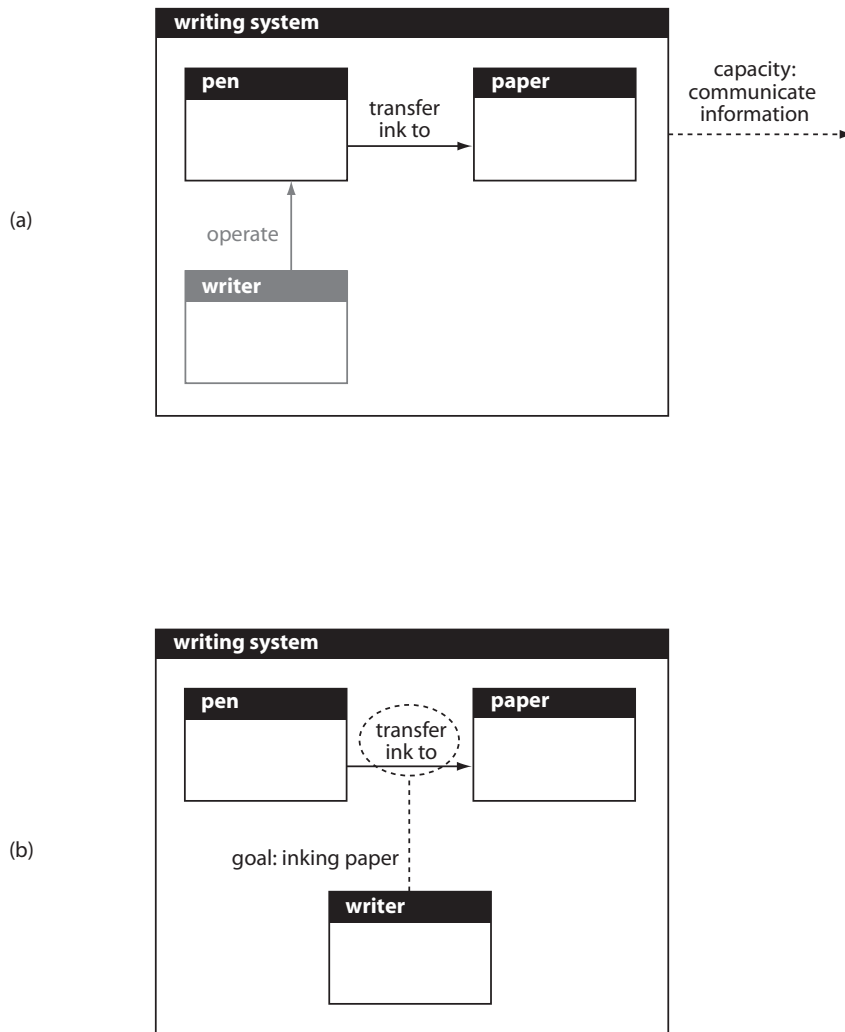 writing system
pen
paper
transfer
ink to
capacity:
communicate
information
(a)
operate
writer
writing system
pen
paper
transfer
ink to
(b)
goal: inking paper
writer